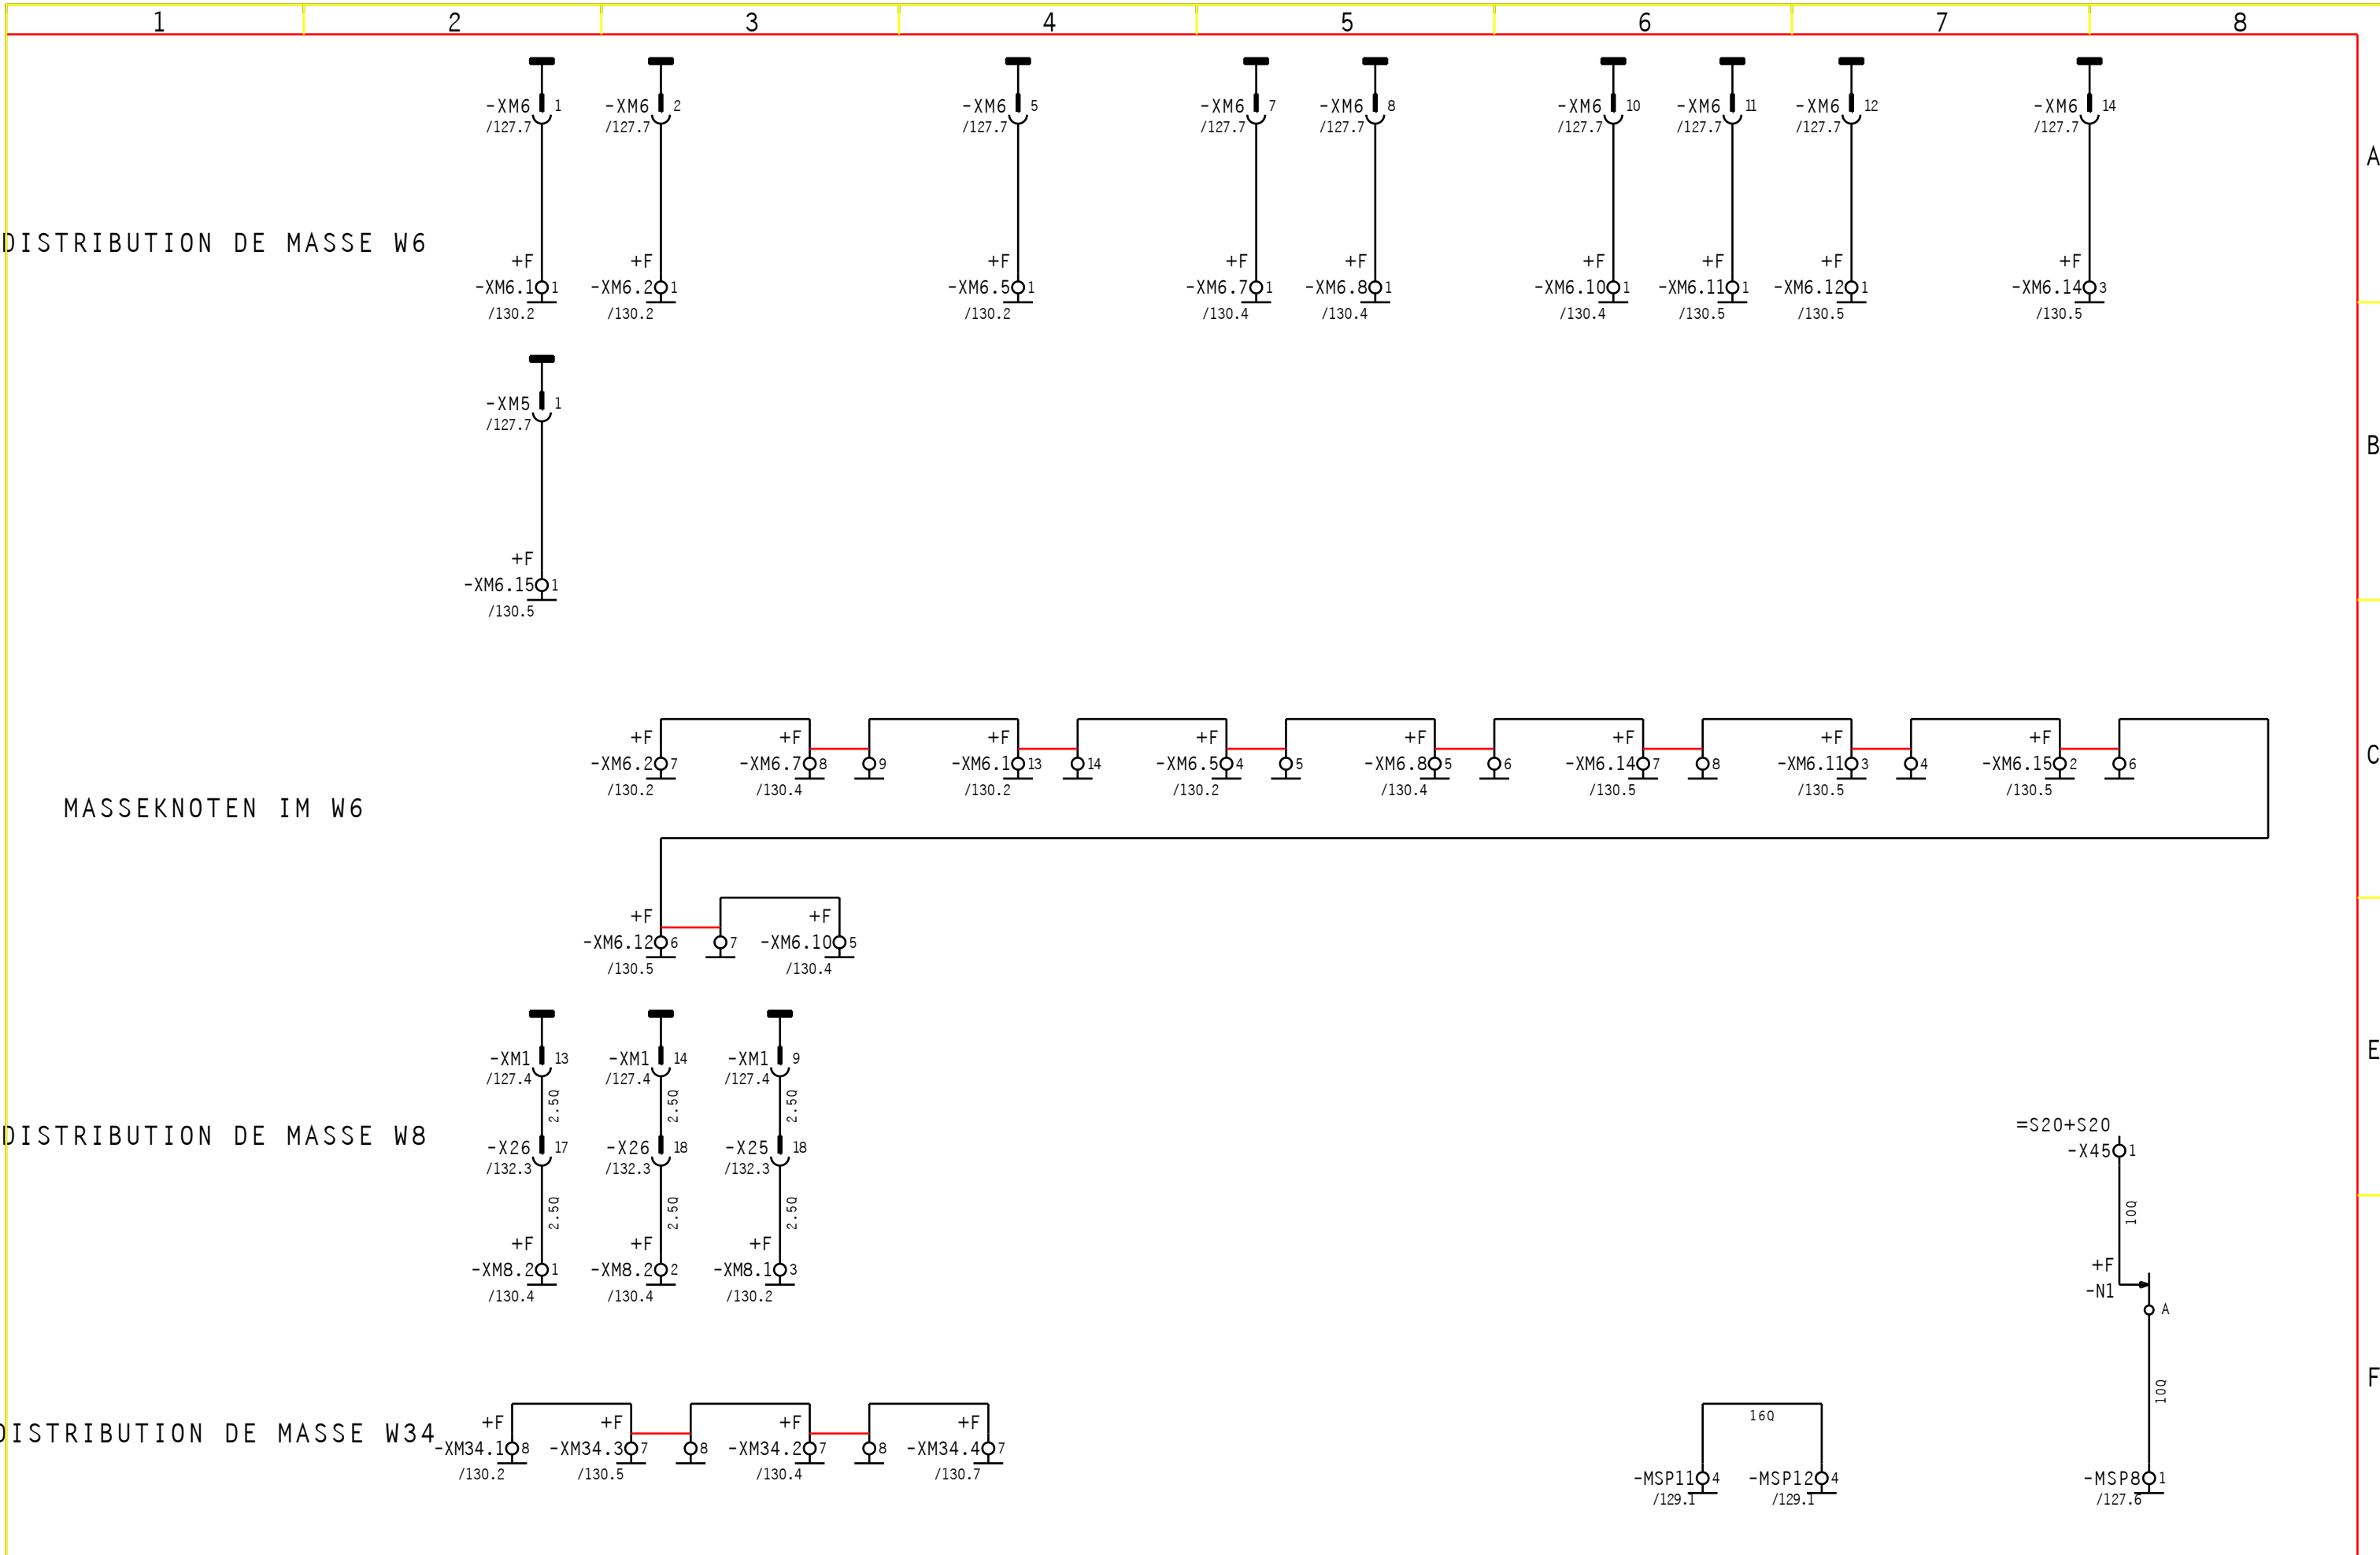 1 2 3 4 5 6 7 8
-XM6 1 -XM6 2 -XM6 5 -XM6 7 -XM6 8 -XM6 10 -XM6 11 -XM6 12 -XM6 14
/127.7 /127.7 /127.7 /127.7 /127.7 /127.7 /127.7 /127.7 /127.7
A
DISTRIBUTION DE MASSE W6
+F +F +F +F +F +F +F +F +F
-XM6.1 1 -XM6.2 1 -XM6.5 1 -XM6.7 1 -XM6.8 1 -XM6.10 1 -XM6.11 1 -XM6.12 1 -XM6.14 3
/130.2 /130.2 /130.2 /130.4 /130.4 /130.4 /130.5 /130.5 /130.5
-XM5 1
/127.7
B
+F
-XM6.15 1
/130.5
+F +F +F +F +F +F +F +F
-XM6.2 7 -XM6.7 8 9 -XM6.1 13 14 -XM6.5 4 5 -XM6.8 5 6 -XM6.14 7 8 -XM6.11 3 4 -XM6.15 2 6
C
/130.2 /130.4 /130.2 /130.2 /130.4 /130.5 /130.5 /130.5
MASSEKNOTEN IM W6
+F +F
-XM6.12 6 7 -XM6.10 5
/130.5 /130.4
-XM1 13 -XM1 14 -XM1 9
E
/127.4 /127.4 /127.4
2.5Q 2.5Q 2.5Q
DISTRIBUTION DE MASSE W8
=S20+S20
-X26 17 -X26 18 -X25 18 -X45 1
/132.3 /132.3 /132.3
2.5Q 2.5Q 2.5Q 10Q
+F +F +F +F
-XM8.2 1 -XM8.2 2 -XM8.1 3 -N1
/130.4 /130.4 /130.2 A
F
10Q
16Q
DISTRIBUTION DE MASSE W34
+F +F +F +F
-XM34.1 8 -XM34.3 7 8 -XM34.2 7 8 -XM34.4 7
/130.2 /130.5 /130.4 /130.7
-MSP11 4 -MSP12 4 -MSP8 1
/129.1 /129.1 /127.6